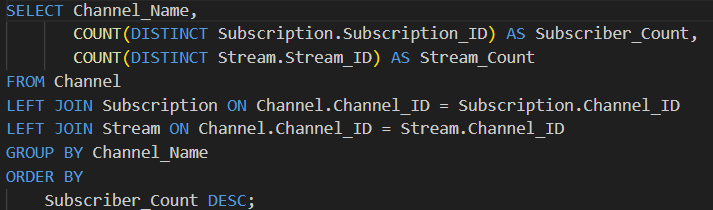 SELECT Channel_Name,
COUNT(DISTINCT Subscription.Subscription_ID) AS Subscriber_Count,
COUNT(DISTINCT Stream.Stream_ID) AS Stream_Count
FROM Channel
LEFT JOIN Subscription ON Channel.Channel_ID = Subscription.Channel_ID
LEFT JOIN Stream ON Channel.Channel_ID = Stream.Channel_ID
GROUP BY Channel_Name
ORDER BY
Subscriber_Count DESC;